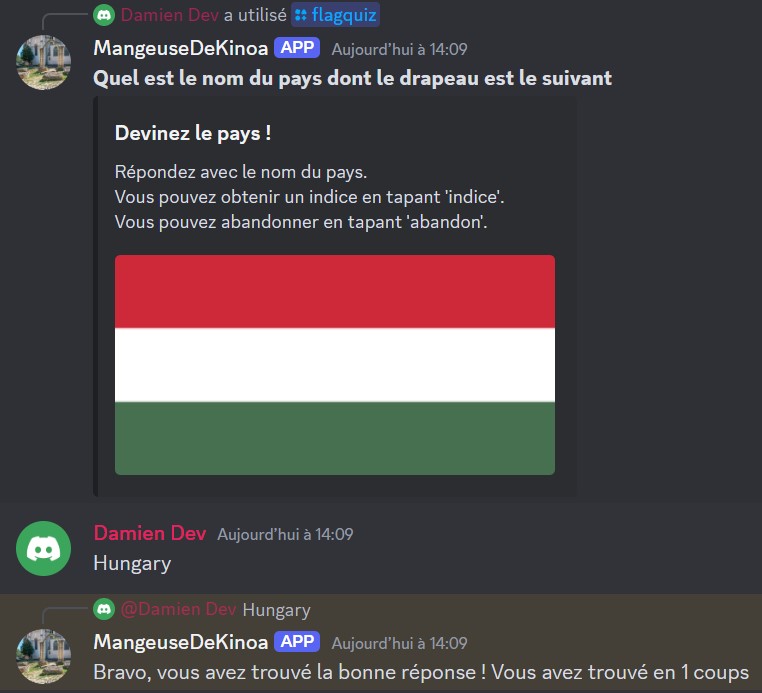 Damien Dev a utilisé flagquiz
MangeuseDeKinoa APP Aujourd'hui à 14:09
Quel est le nom du pays dont le drapeau est le suivant
Devinez le pays !
Répondez avec le nom du pays.
Vous pouvez obtenir un indice en tapant 'indice'.
Vous pouvez abandonner en tapant 'abandon'.
Damien Dev Aujourd'hui à 14:09
Hungary
@Damien Dev Hungary
MangeuseDeKinoa APP Aujourd'hui à 14:09
Bravo, vous avez trouvé la bonne réponse ! Vous avez trouvé en 1 coups